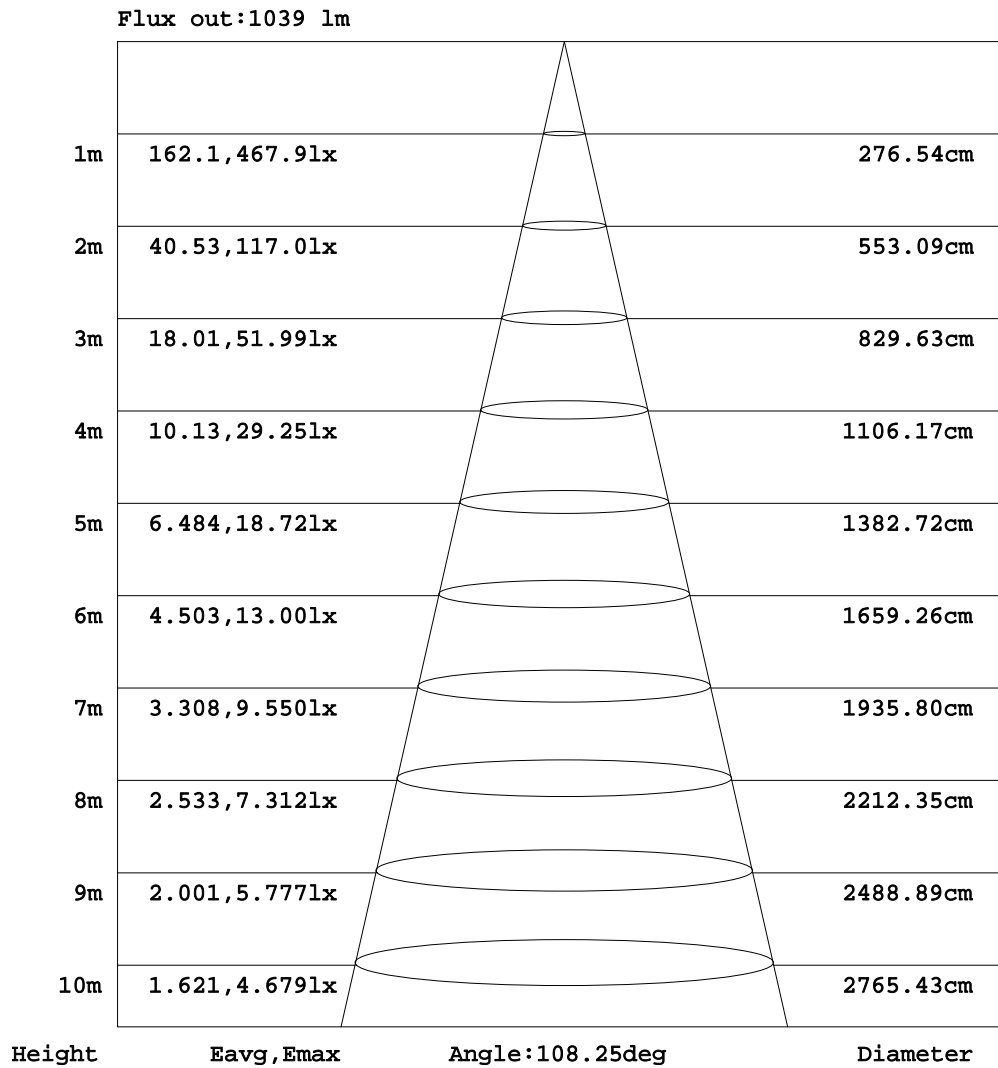 Flux out:1039 lm
1m 162.1,467.9lx 276.54cm
2m 40.53,117.0lx 553.09cm
3m 18.01,51.99lx 829.63cm
4m 10.13,29.25lx 1106.17cm
5m 6.484,18.72lx 1382.72cm
6m 4.503,13.00lx 1659.26cm
7m 3.308,9.550lx 1935.80cm
8m 2.533,7.312lx 2212.35cm
9m 2.001,5.777lx 2488.89cm
10m 1.621,4.679lx 2765.43cm
Height Eavg,Emax Angle:108.25deg Diameter